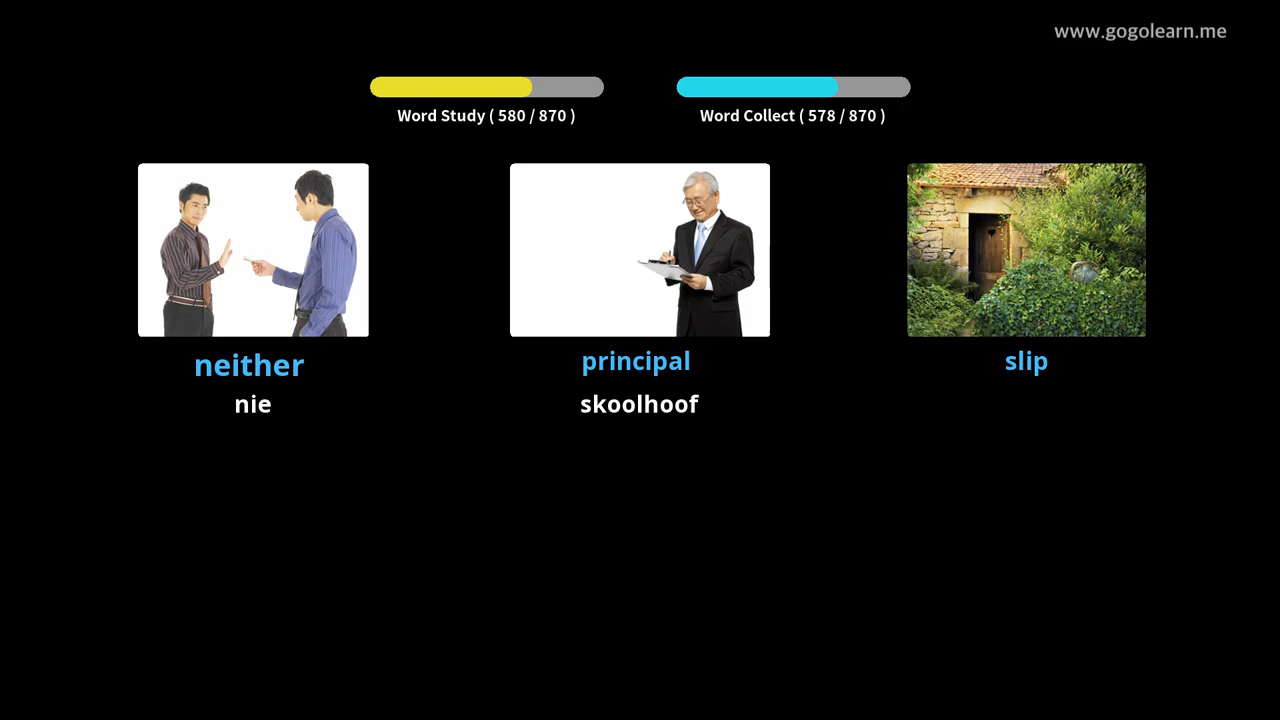 www.gogolearn.me
Word Study ( 580 / 870 )
Word Collect ( 578 / 870 )
neither
nie
principal
skoolhoof
slip